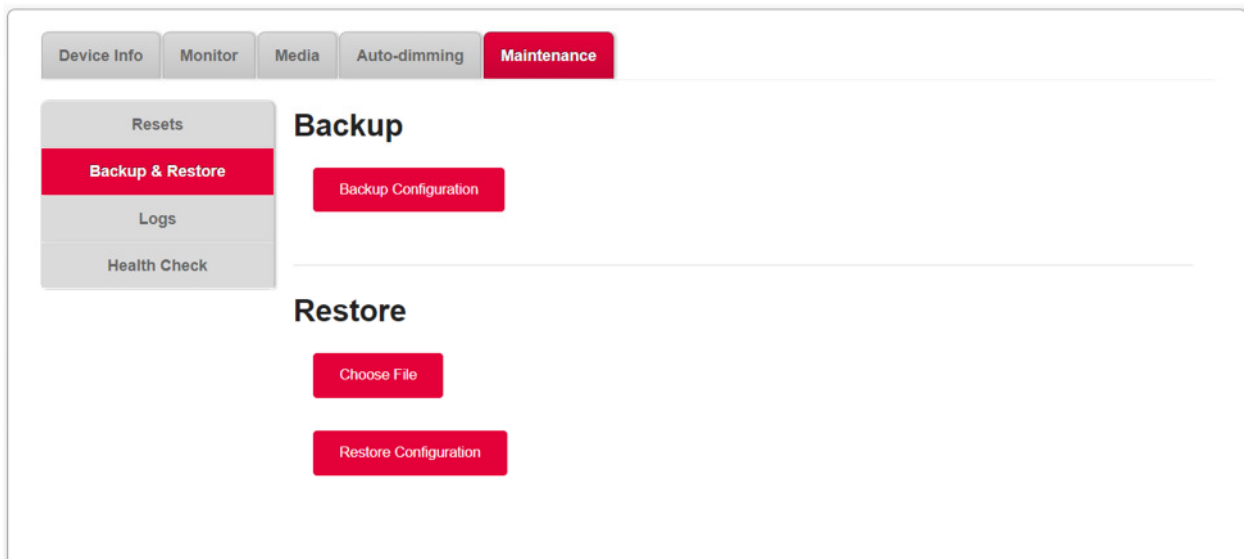 Device Info Monitor Media Auto-dimming Maintenance
Resets
Backup & Restore
Logs
Health Check
Backup
Backup Configuration
Restore
Choose File
Restore Configuration